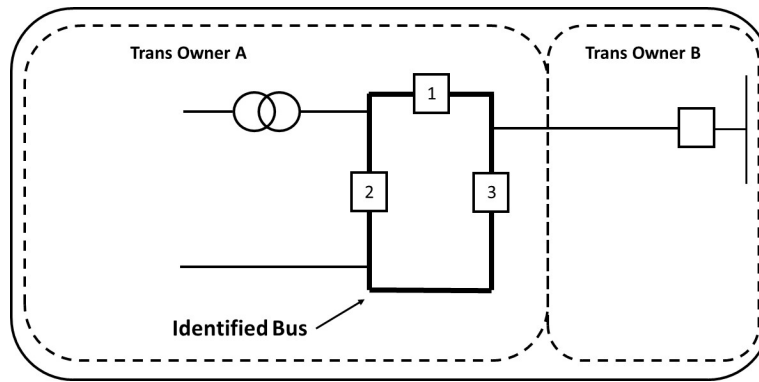 Trans Owner A
Trans Owner B
1
2
3
Identified Bus